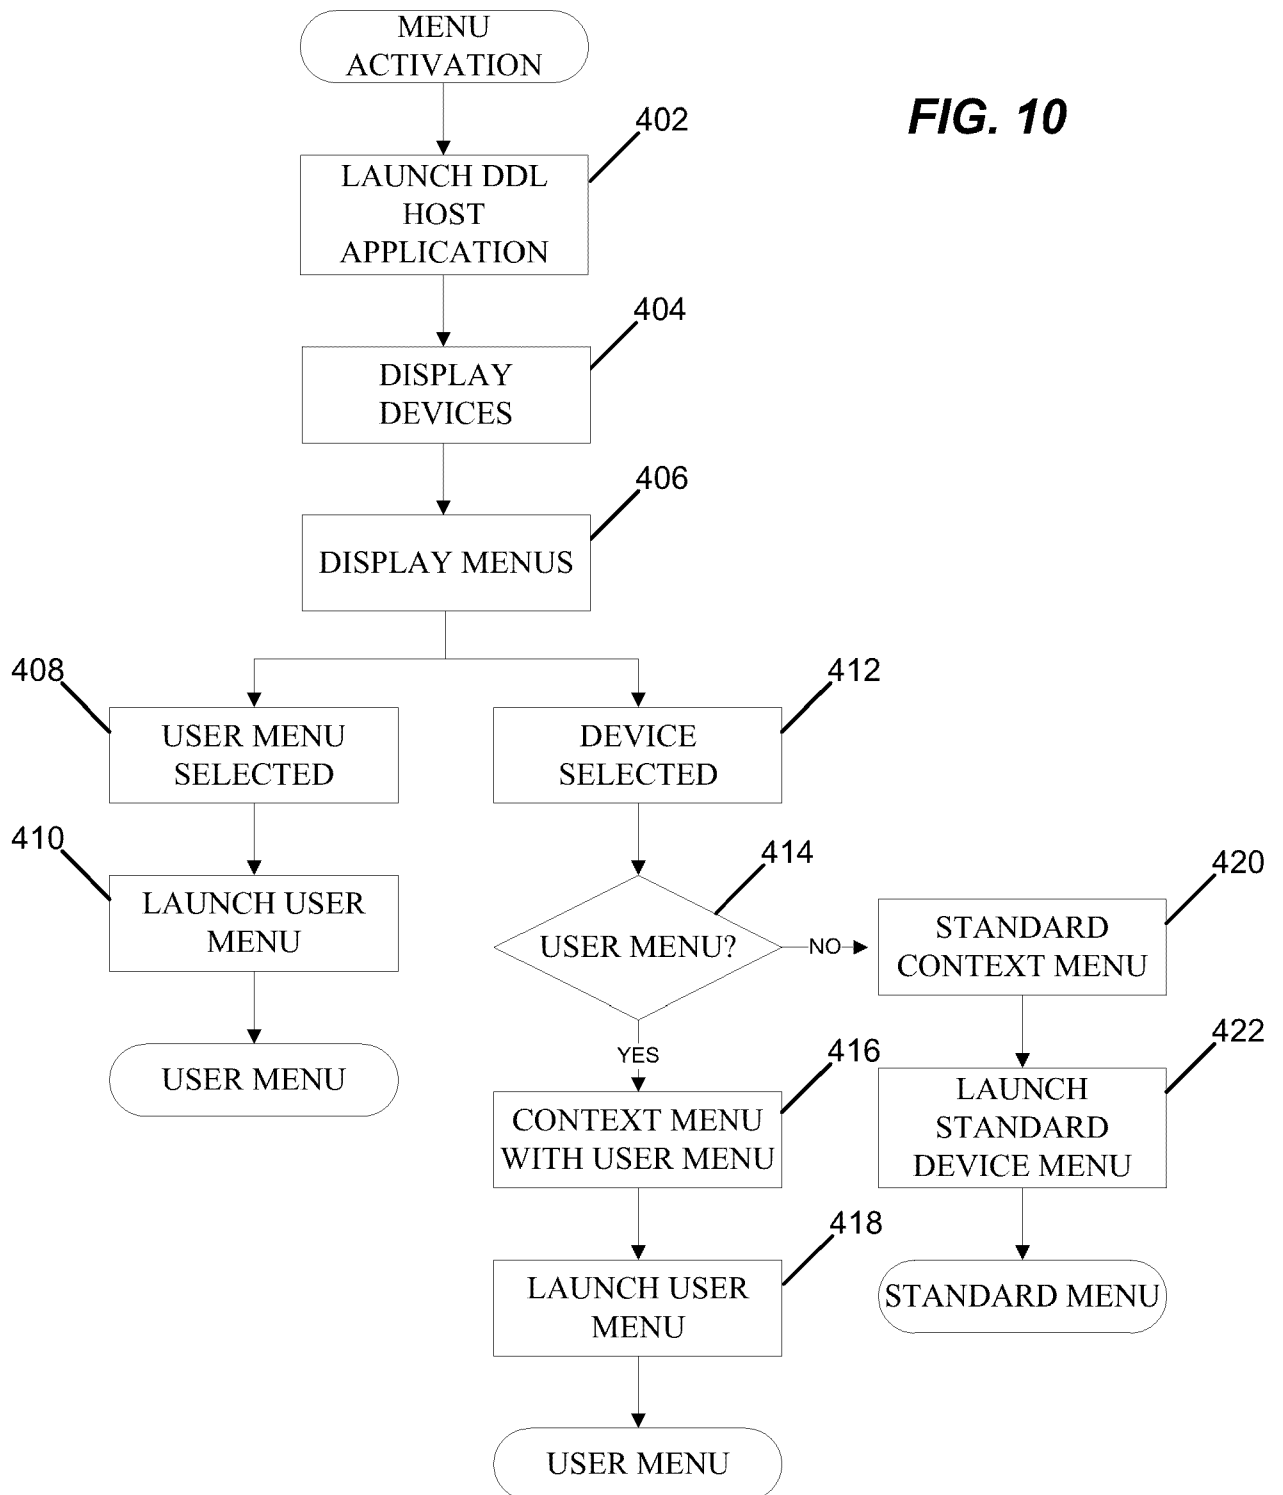 MENU
ACTIVATION
FIG. 10
402
LAUNCH DDL
HOST
APPLICATION
404
DISPLAY
DEVICES
406
DISPLAY MENUS
408
USER MENU
SELECTED
412
DEVICE
SELECTED
410
LAUNCH USER
MENU
414
USER MENU?
NO
420
STANDARD
CONTEXT MENU
YES
USER MENU
416
CONTEXT MENU
WITH USER MENU
422
LAUNCH
STANDARD
DEVICE MENU
418
LAUNCH USER
MENU
STANDARD MENU
USER MENU